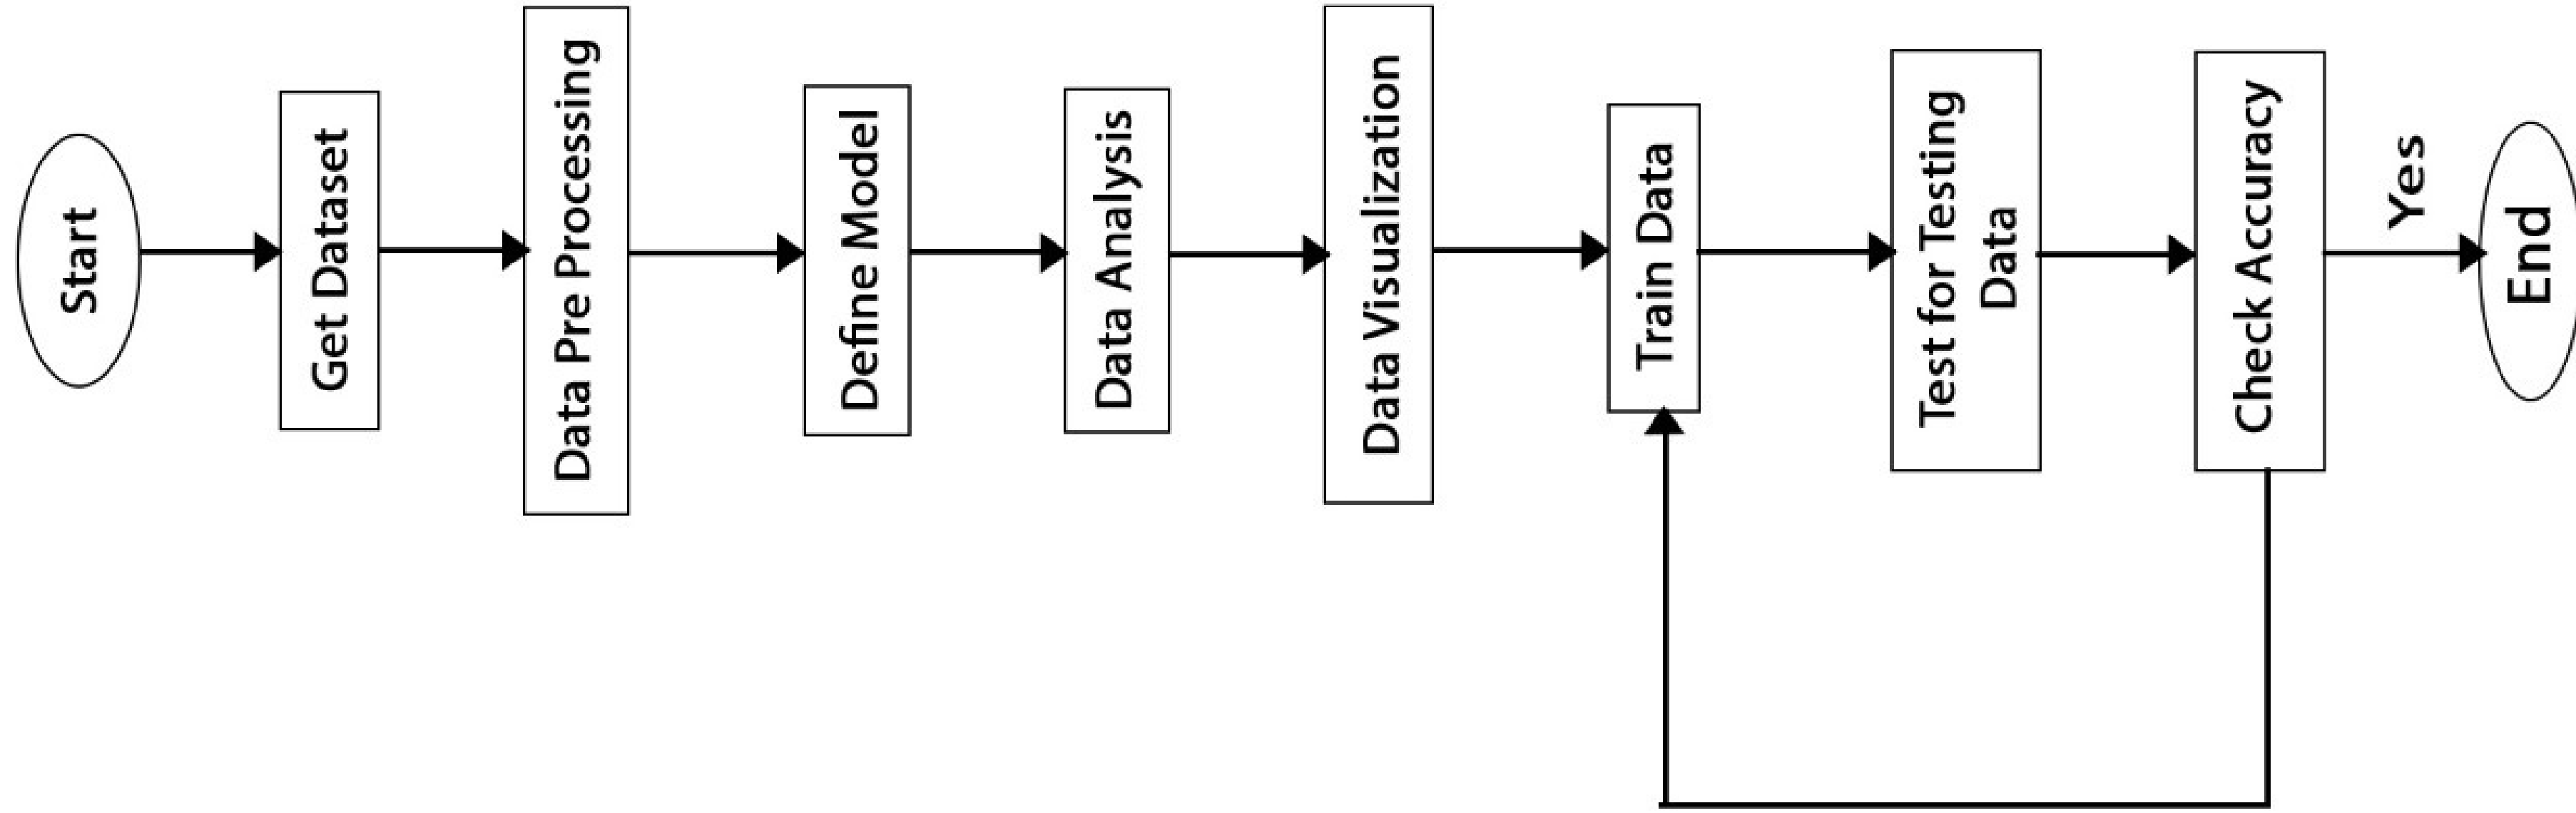 Start
Get Dataset
Data Pre Processing
Define Model
Data Analysis
Data Visualization
Train Data
Test for Testing
Data
Check Accuracy
Yes
End